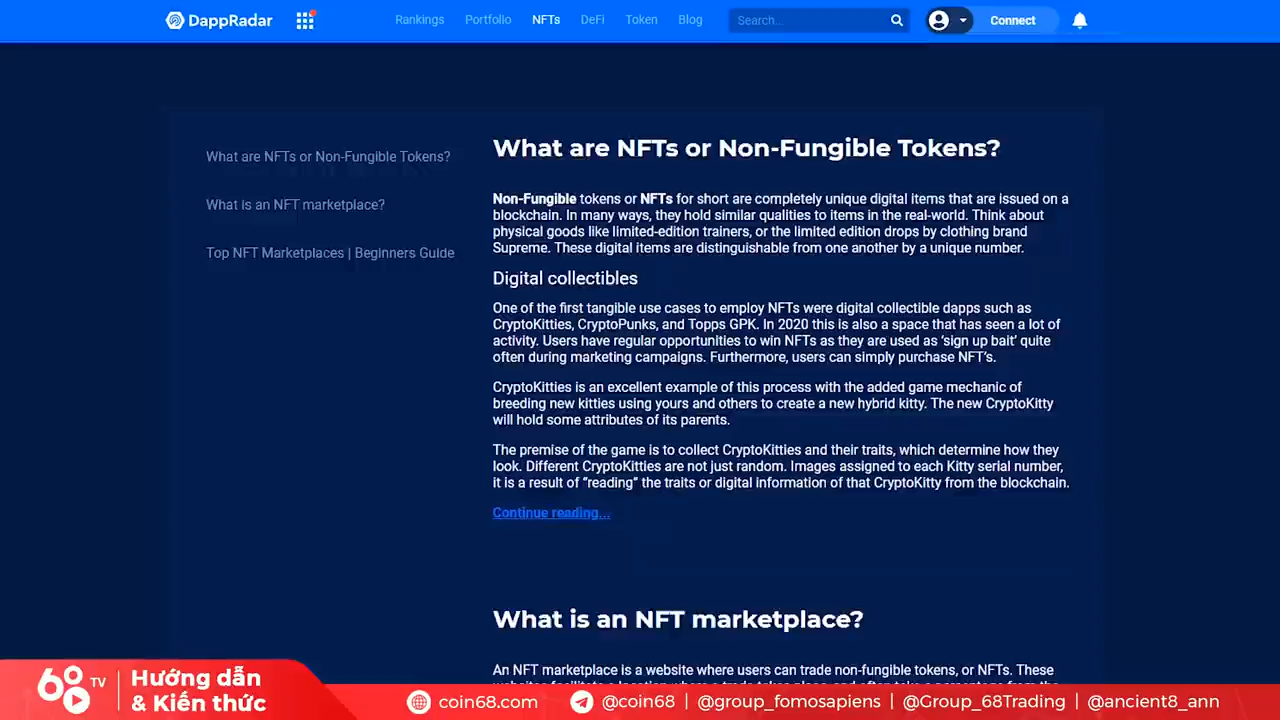 DappRadar
Rankings
Portfolio
NFTs
DeFi
Token
Blog
Search...
Connect
What are NFTs or Non-Fungible Tokens?
What is an NFT marketplace?
Top NFT Marketplaces | Beginners Guide
What are NFTs or Non-Fungible Tokens?
Non-Fungible tokens or NFTs for short are completely unique digital items that are issued on a
blockchain. In many ways, they hold similar qualities to items in the real-world. Think about
physical goods like limited-edition trainers, or the limited edition drops by clothing brand
Supreme. These digital items are distinguishable from one another by a unique number.
Digital collectibles
One of the first tangible use cases to employ NFTs were digital collectible dapps such as
CryptoKitties, CryptoPunks, and Topps GPK. In 2020 this is also a space that has seen a lot of
activity. Users have regular opportunities to win NFTs as they are used as ‘sign up bait’ quite
often during marketing campaigns. Furthermore, users can simply purchase NFT’s.
CryptoKitties is an excellent example of this process with the added game mechanic of
breeding new kitties using yours and others to create a new hybrid kitty. The new CryptoKitty
will hold some attributes of its parents.
The premise of the game is to collect CryptoKitties and their traits, which determine how they
look. Different CryptoKitties are not just random. Images assigned to each Kitty serial number,
it is a result of “reading” the traits or digital information of that CryptoKitty from the blockchain.
Continue reading...
What is an NFT marketplace?
An NFT marketplace is a website where users can trade non-fungible tokens, or NFTs. These
68 TV
Hướng dẫn
& Kiến thức
coin68.com
@coin68 | @group_fomosapiens | @Group_68Trading | @ancient8_ann